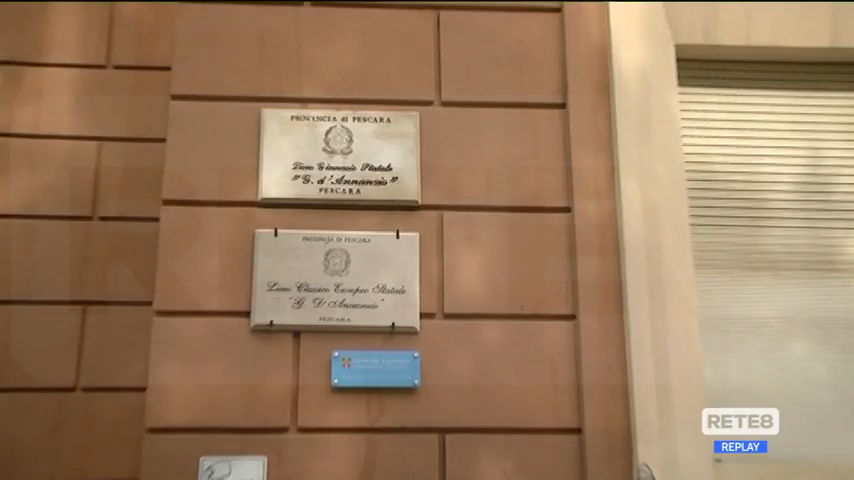 PROVINCIA di PESCARA
Liceo Ginnasio Statale
"G. d'Annunzio"
PESCARA
PROVINCIA DI PESCARA
Liceo Classico Europeo Statale
"G. D'Annunzio"
PESCARA
RETE8
REPLAY